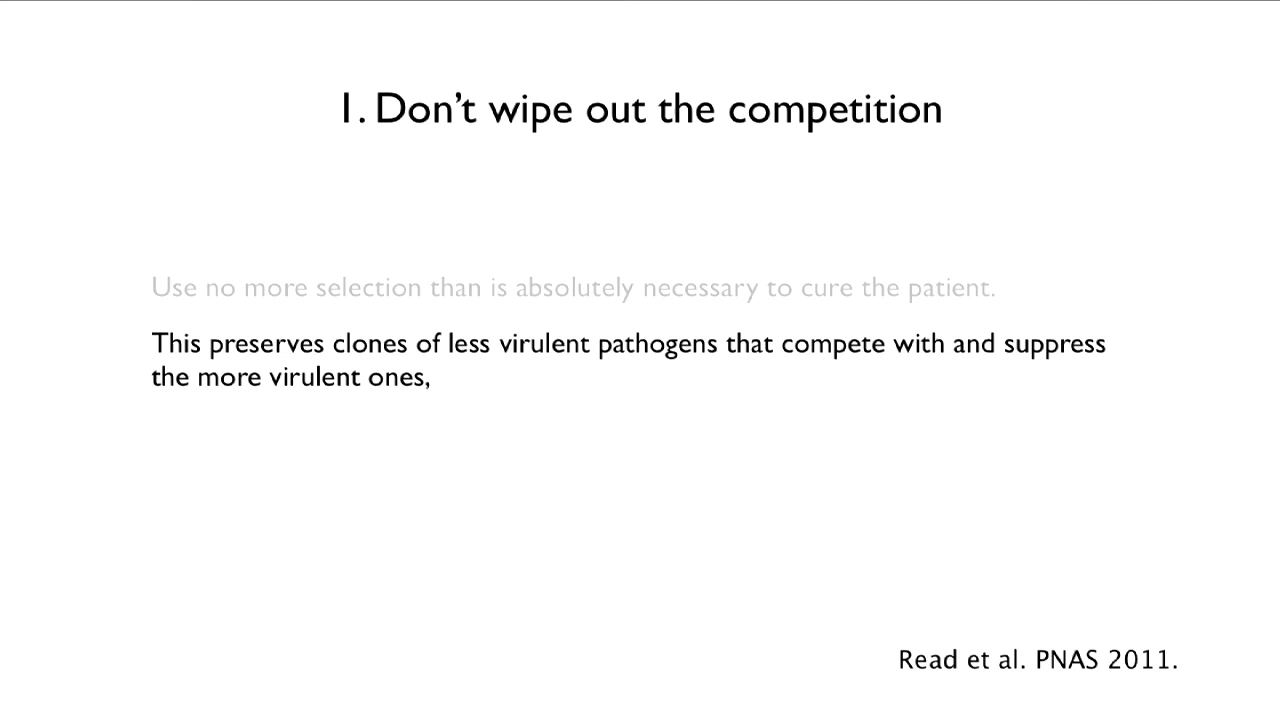 1. Don’t wipe out the competition
Use no more selection than is absolutely necessary to cure the patient.
This preserves clones of less virulent pathogens that compete with and suppress
the more virulent ones,
Read et al. PNAS 2011.